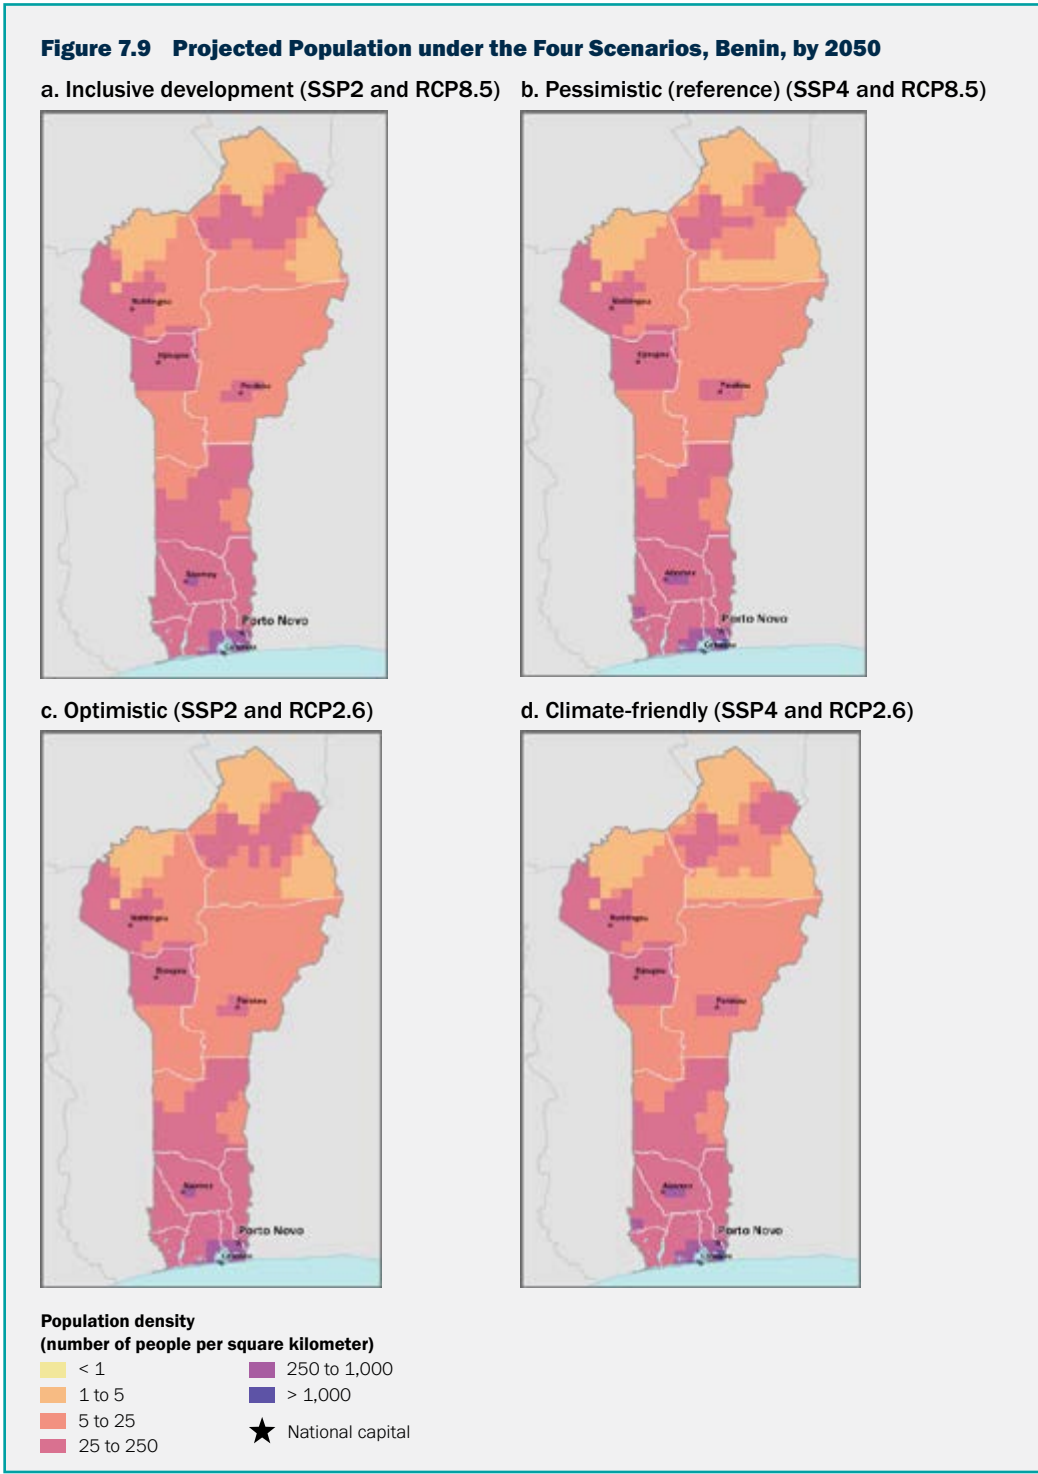 Figure 7.9 Projected Population under the Four Scenarios, Benin, by 2050
a. Inclusive development (SSP2 and RCP8.5)
b. Pessimistic (reference) (SSP4 and RCP8.5)
Porto Novo
Porto Novo
c. Optimistic (SSP2 and RCP2.6)
d. Climate-friendly (SSP4 and RCP2.6)
Porto Novo
Porto Novo
Population density
(number of people per square kilometer)
< 1
1 to 5
5 to 25
25 to 250
250 to 1,000
> 1,000
National capital